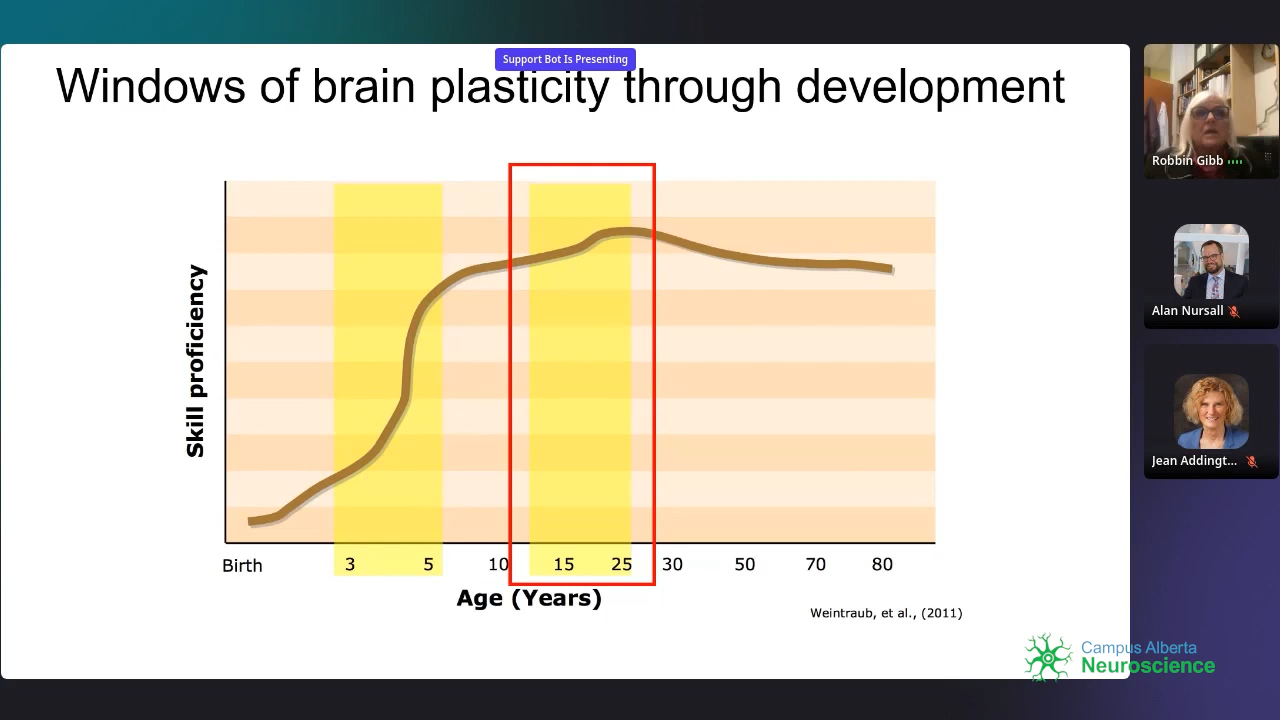 Support Bot Is Presenting
Windows of brain plasticity through development
Robbin Gibb
Alan Nursall
Jean Addingt...
Skill proficiency
Birth 3 5 10 15 25 30 50 70 80
Age (Years)
Weintraub, et al., (2011)
Campus Alberta
Neuroscience